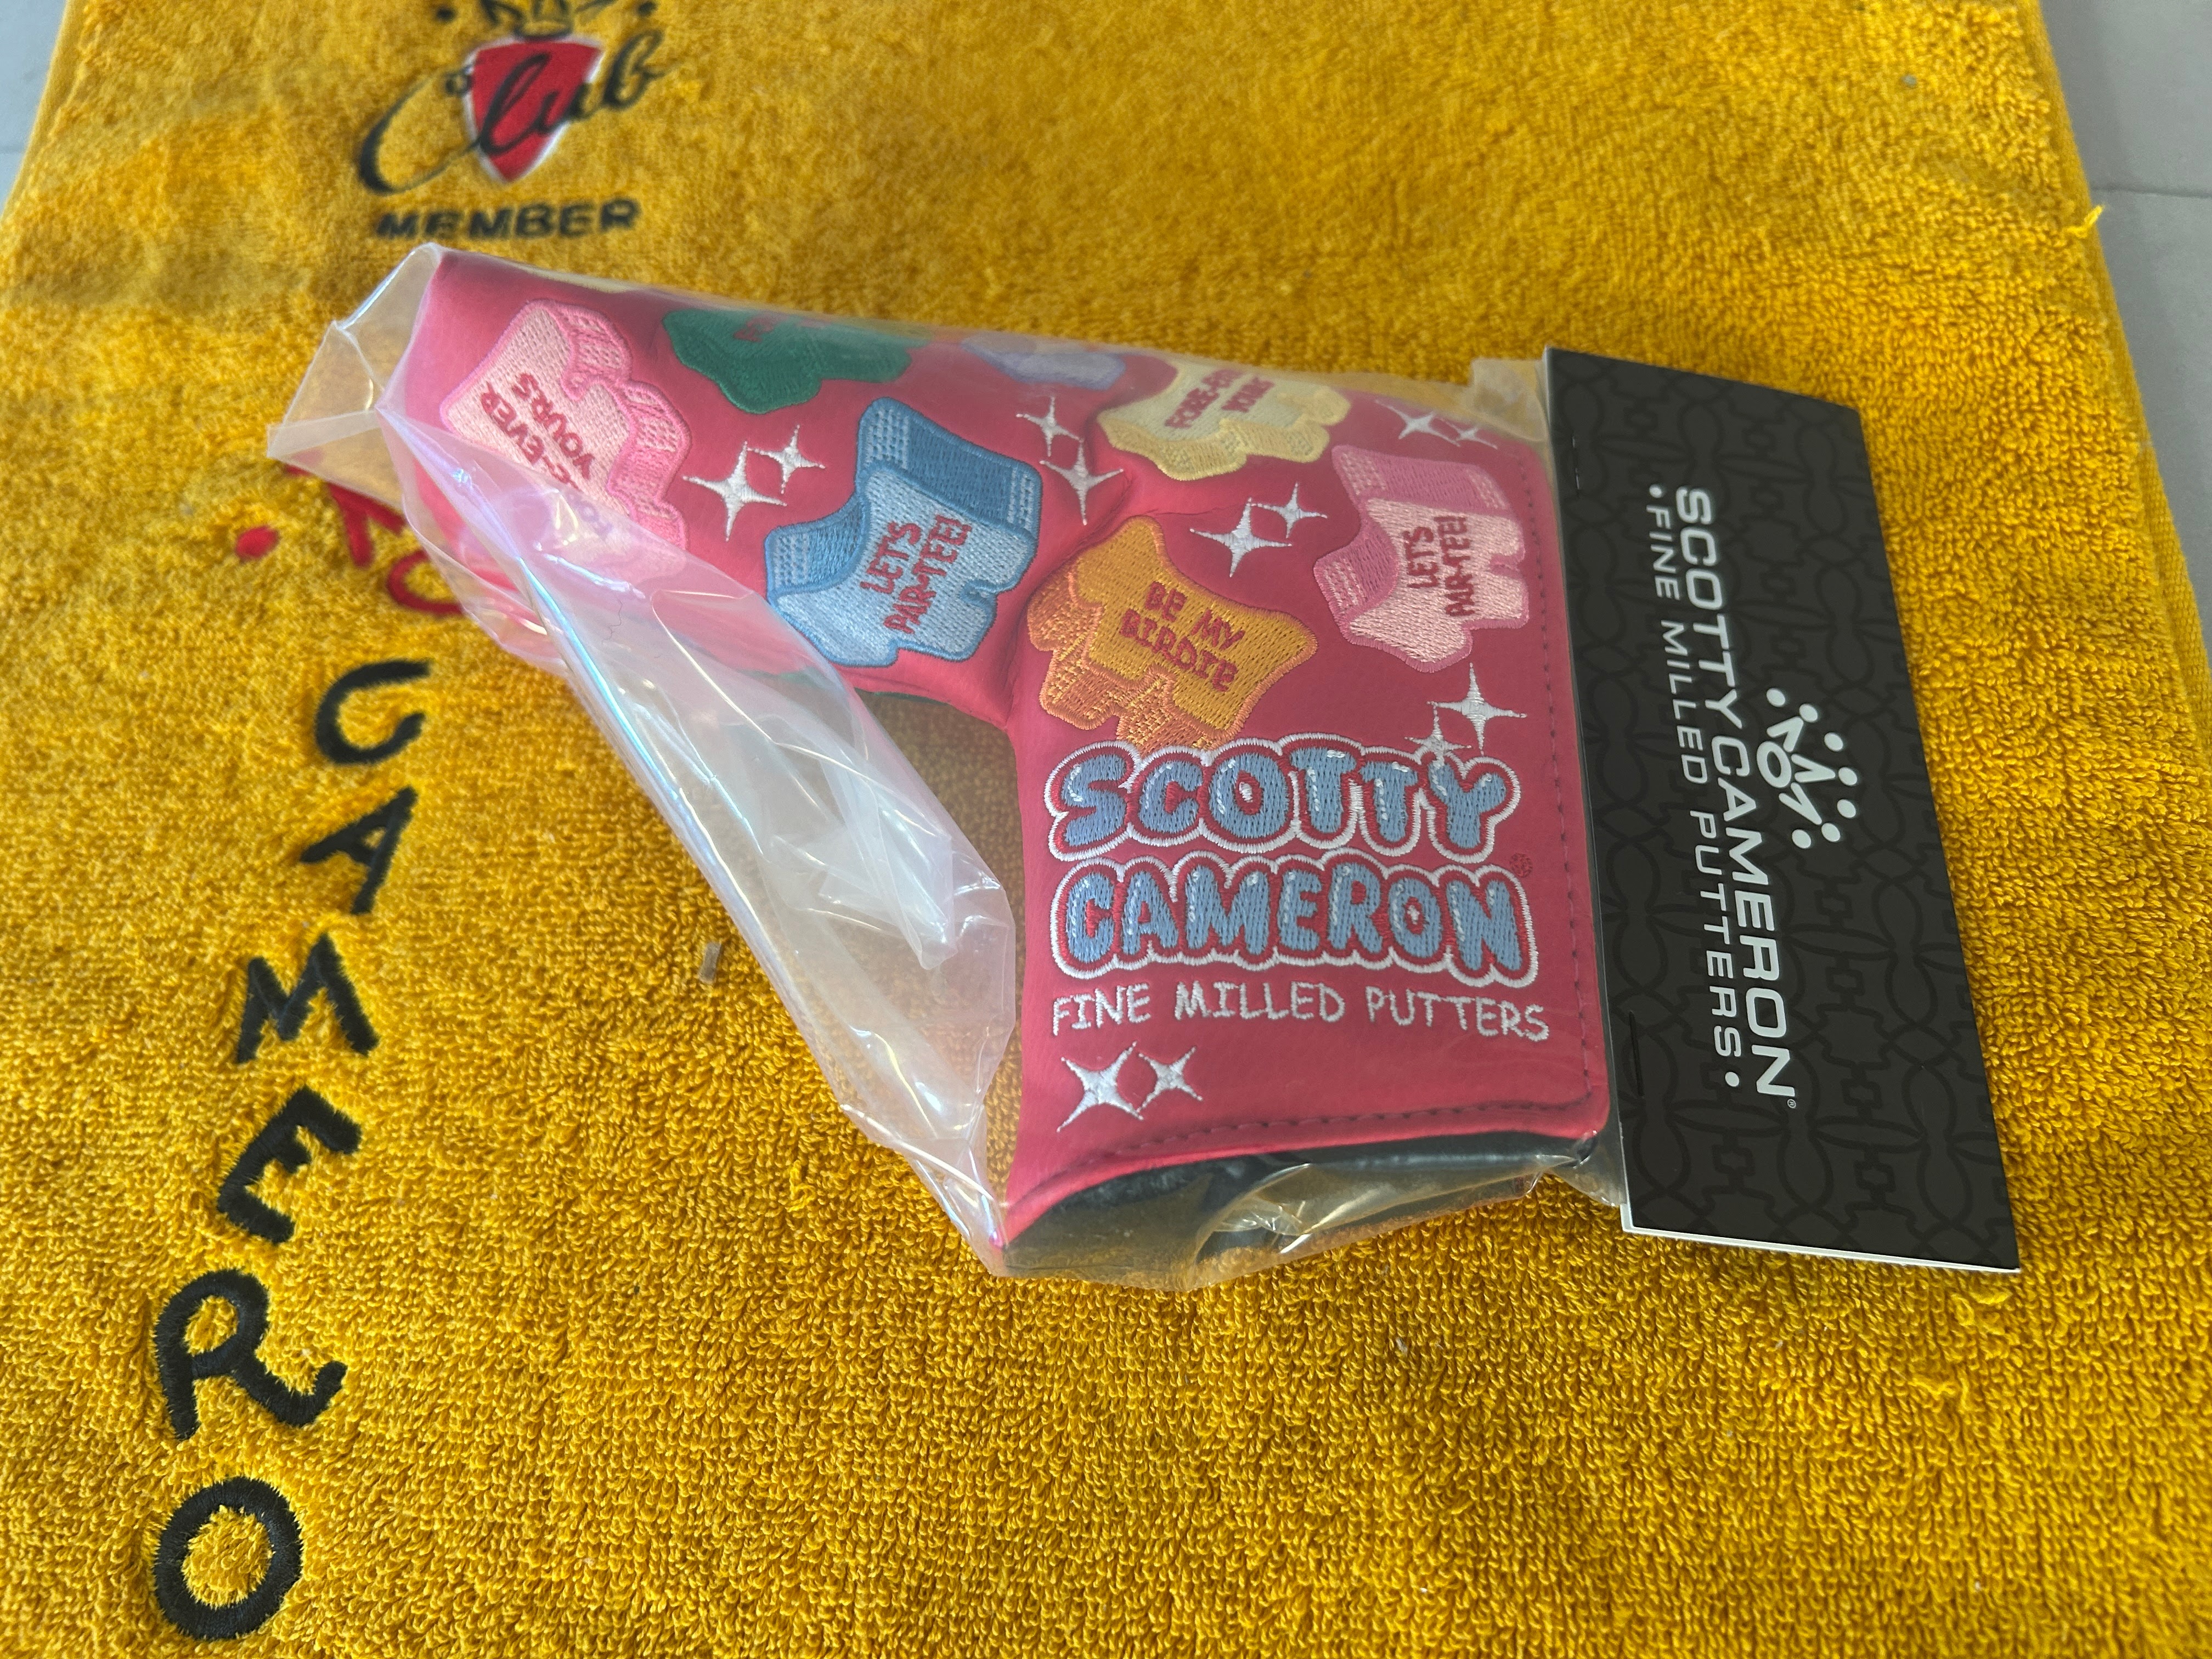 Club
MEMBER
CAMERO
YOURS
LET'S
PAR-TEE!
FORE-EVER
YOURS
BE MY
BIRDIE
LET'S
PAR-TEE!
SCOTTY
CAMERON
FINE MILLED PUTTERS
SCOTTY CAMERON®
•FINE MILLED PUTTERS•